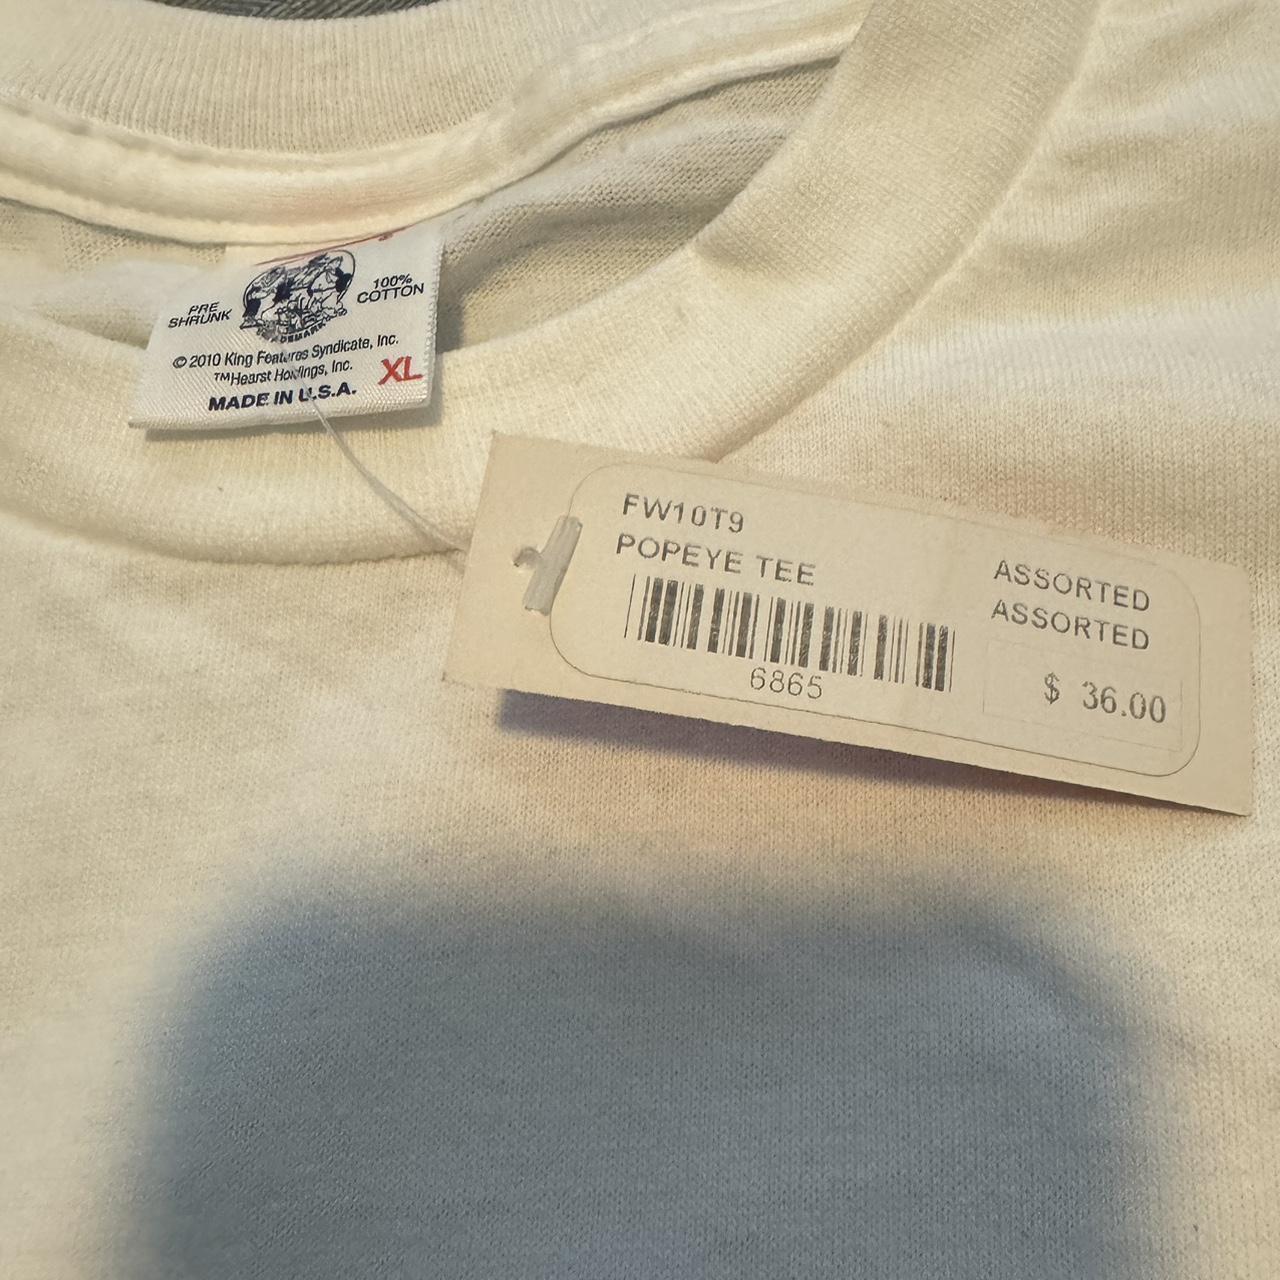 PRE
SHRUNK
100%
COTTON
TRADEMARK
© 2010 King Features Syndicate, Inc.
™Hearst Holdings, Inc.
XL
MADE IN U.S.A.
FW10T9
POPEYE TEE
ASSORTED
ASSORTED
6865
$ 36.00